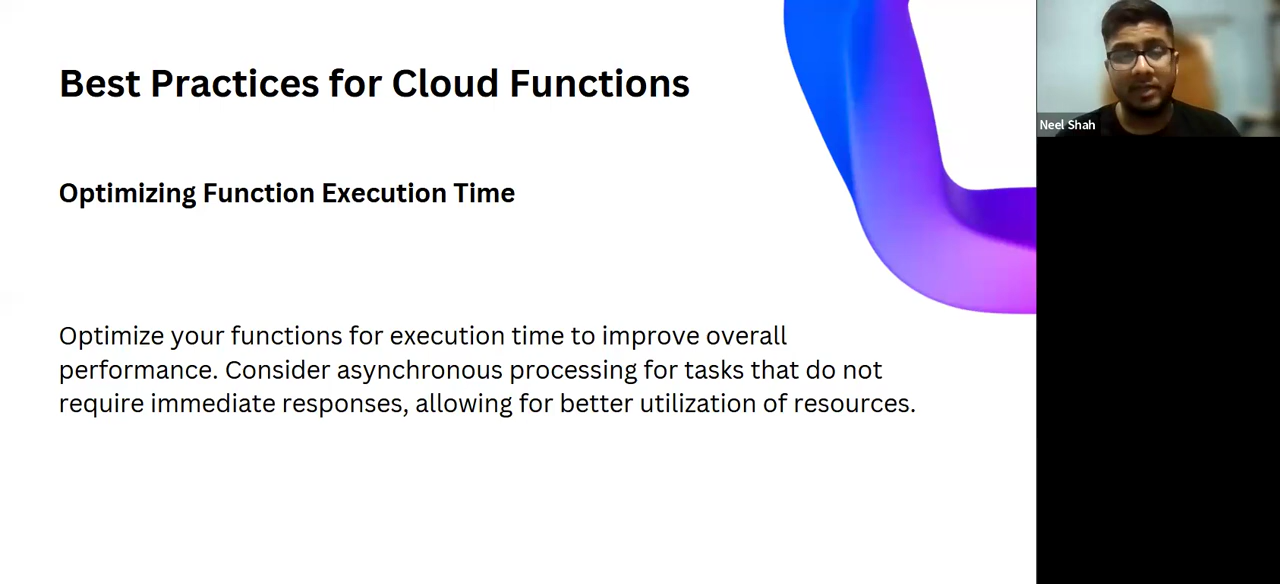 Best Practices for Cloud Functions
Optimizing Function Execution Time
Optimize your functions for execution time to improve overall
performance. Consider asynchronous processing for tasks that do not
require immediate responses, allowing for better utilization of resources.
Neel Shah